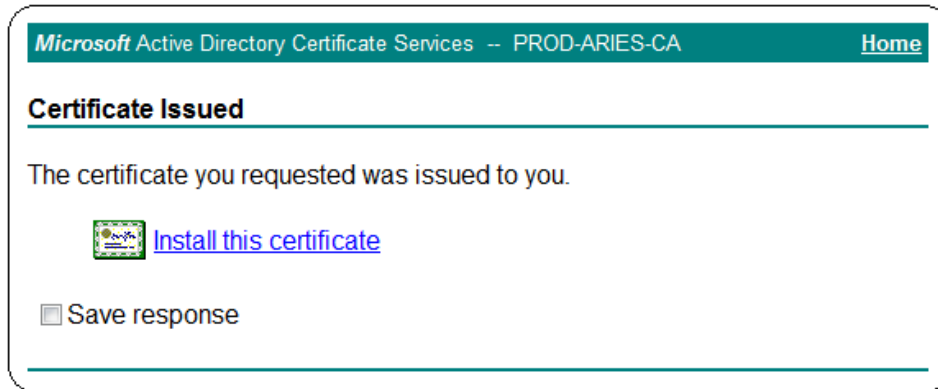 Microsoft Active Directory Certificate Services -- PROD-ARIES-CA Home
Certificate Issued
The certificate you requested was issued to you.
Install this certificate
Save response